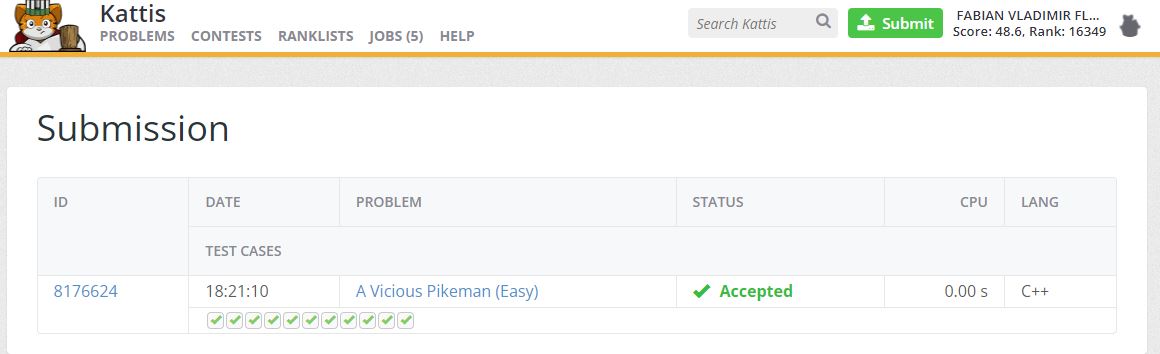 Kattis
PROBLEMS CONTESTS RANKLISTS JOBS (5) HELP
Search Kattis
Submit
FABIAN VLADIMIR FL...
Score: 48.6, Rank: 16349
Submission
ID DATE PROBLEM STATUS CPU LANG
TEST CASES
8176624 18:21:10 A Vicious Pikeman (Easy) Accepted 0.00 s C++